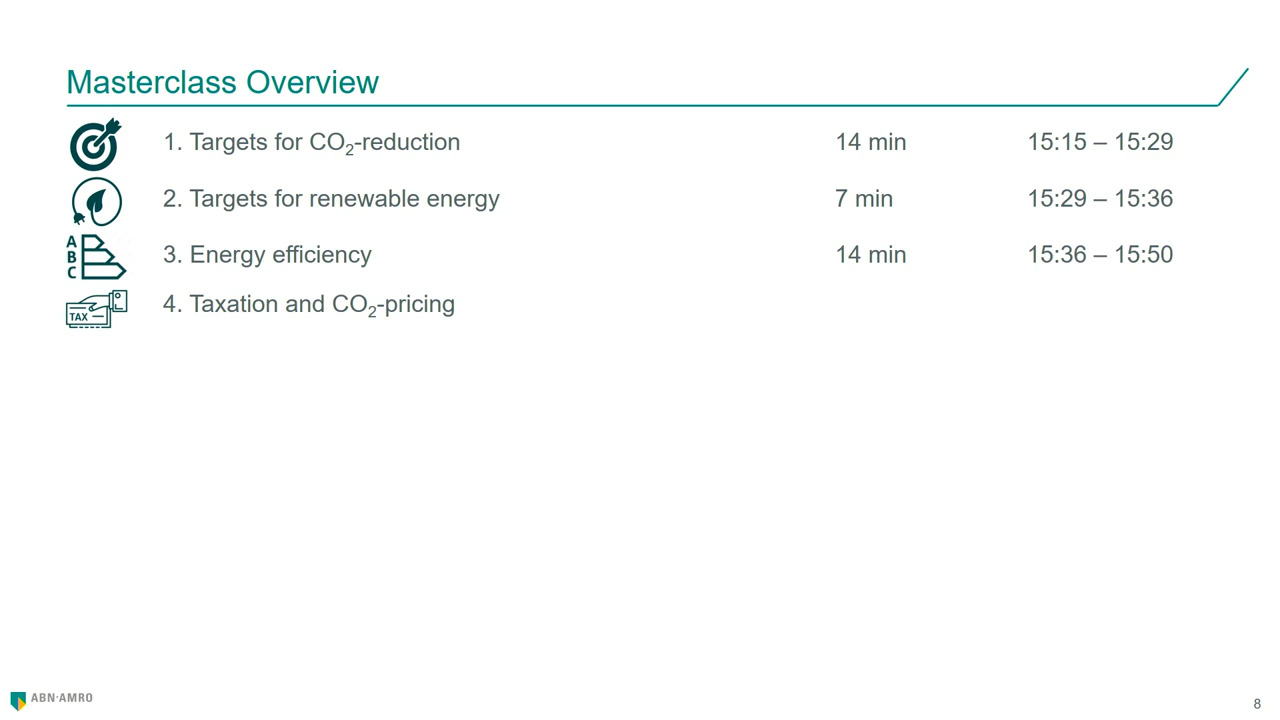 Masterclass Overview
1. Targets for CO₂-reduction 14 min 15:15 – 15:29
2. Targets for renewable energy 7 min 15:29 – 15:36
A
B
C
3. Energy efficiency 14 min 15:36 – 15:50
TAX
4. Taxation and CO₂-pricing
ABN·AMRO
8